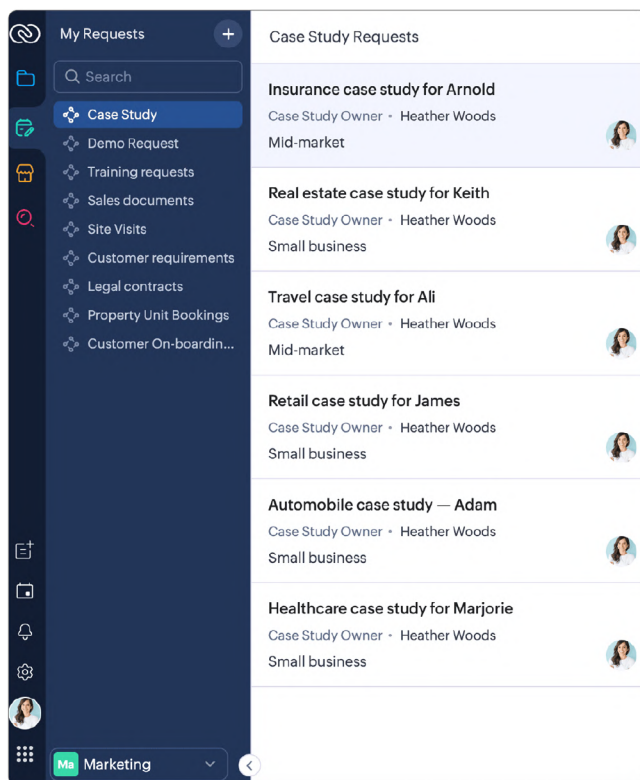 My Requests
+
Search
Case Study
Demo Request
Training requests
Sales documents
Site Visits
Customer requirements
Legal contracts
Property Unit Bookings
Customer On-boardin...
Ma Marketing
Case Study Requests
Insurance case study for Arnold
Case Study Owner • Heather Woods
Mid-market
Real estate case study for Keith
Case Study Owner • Heather Woods
Small business
Travel case study for Ali
Case Study Owner • Heather Woods
Mid-market
Retail case study for James
Case Study Owner • Heather Woods
Small business
Automobile case study — Adam
Case Study Owner • Heather Woods
Small business
Healthcare case study for Marjorie
Case Study Owner • Heather Woods
Small business